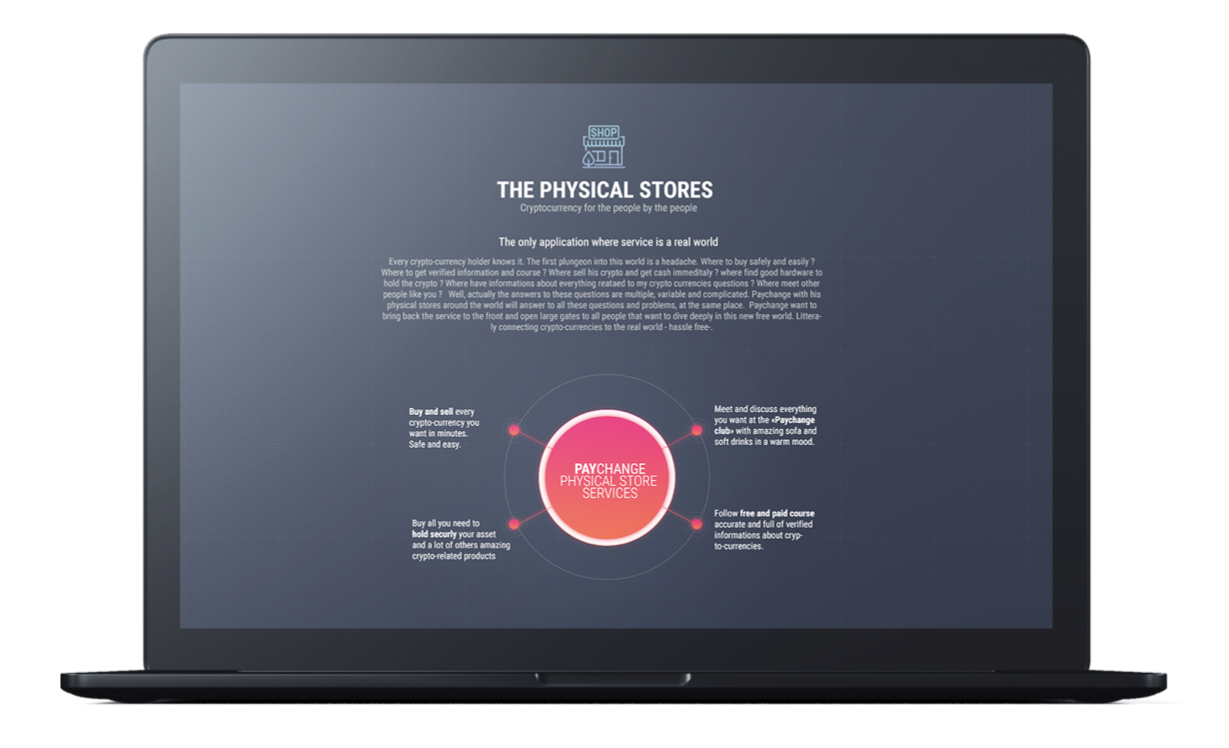 SHOP
THE PHYSICAL STORES
Cryptocurrency for the people by the people
The only application where service is a real world
Every crypto-currency holder knows it. The first plungeon into this world is a headache. Where to buy safely and easily ?
Where to get verified information and course ? Where sell his crypto and get cash immeditaly ? where find good hardware to
hold the crypto ? Where have informations about everything reataed to my crypto currencies questions ? Where meet other
people like you ? Well, actually the answers to these questions are multiple, variable and complicated. Paychange with his
physical stores around the world will answer to all these questions and problems, at the same place. Paychange want to
bring back the service to the front and open large gates to all people that want to dive deeply in this new free world. Littera-
ly connecting crypto-currencies to the real world - hassle free-.
Buy and sell every
crypto-currency you
want in minutes.
Safe and easy.
Meet and discuss everything
you want at the «Paychange
club» with amazing sofa and
soft drinks in a warm mood.
PAYCHANGE
PHYSICAL STORE
SERVICES
Buy all you need to
hold securly your asset
and a lot of others amazing
crypto-related products
Follow free and paid course
accurate and full of verified
informations about cryp-
to-currencies.